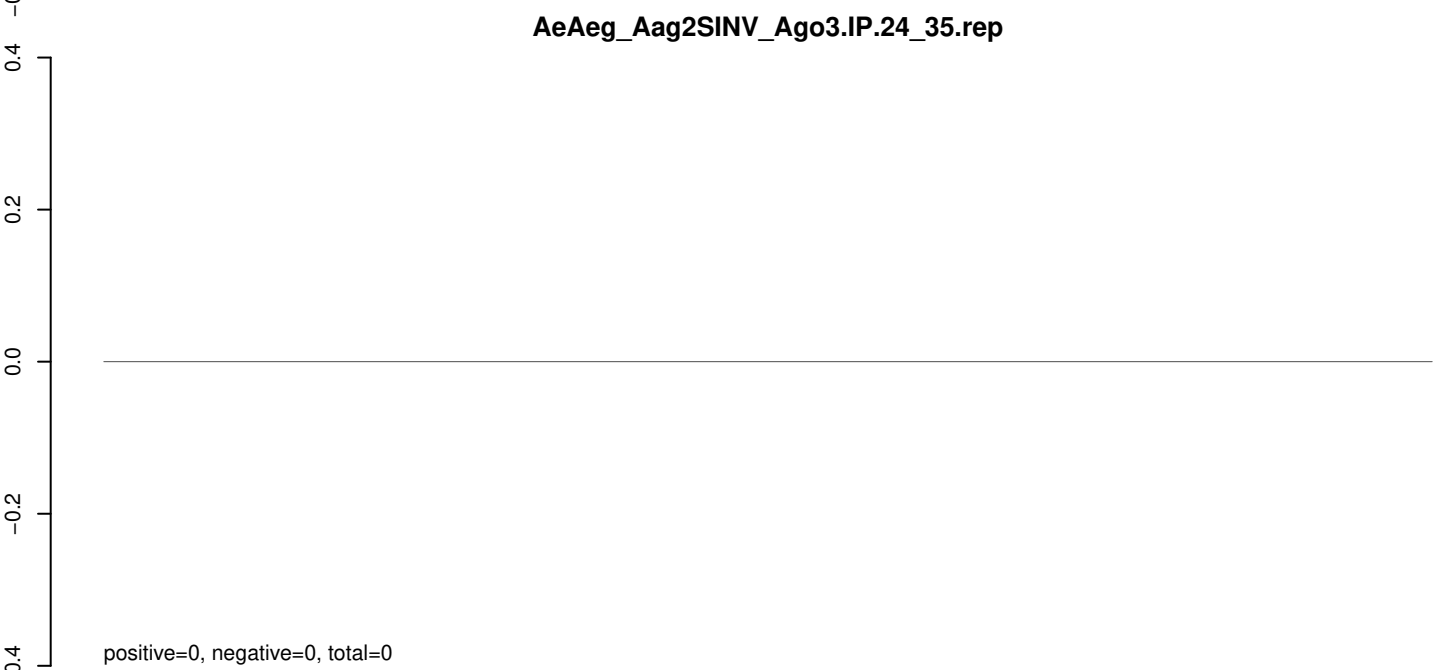 AeAeg_Aag2SINV_Ago3.IP.24_35.rep
0.4
0.2
0.0
−0.2
positive=0, negative=0, total=0